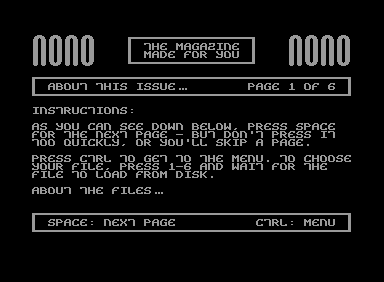 NONO
THE MAGAZINE
MADE FOR YOU
NONO
ABOUT THIS ISSUE... PAGE 1 OF 6
INSTRUCTIONS:
AS YOU CAN SEE DOWN BELOW, PRESS SPACE
FOR THE NEXT PAGE - BUT DON'T PRESS IT
TOO QUICKLY, OR YOU'LL SKIP A PAGE.
PRESS CTRL TO GET TO THE MENU. TO CHOOSE
YOUR FILE, PRESS 1-6 AND WAIT FOR THE
FILE TO LOAD FROM DISK.
ABOUT THE FILES...
SPACE: NEXT PAGE CTRL: MENU